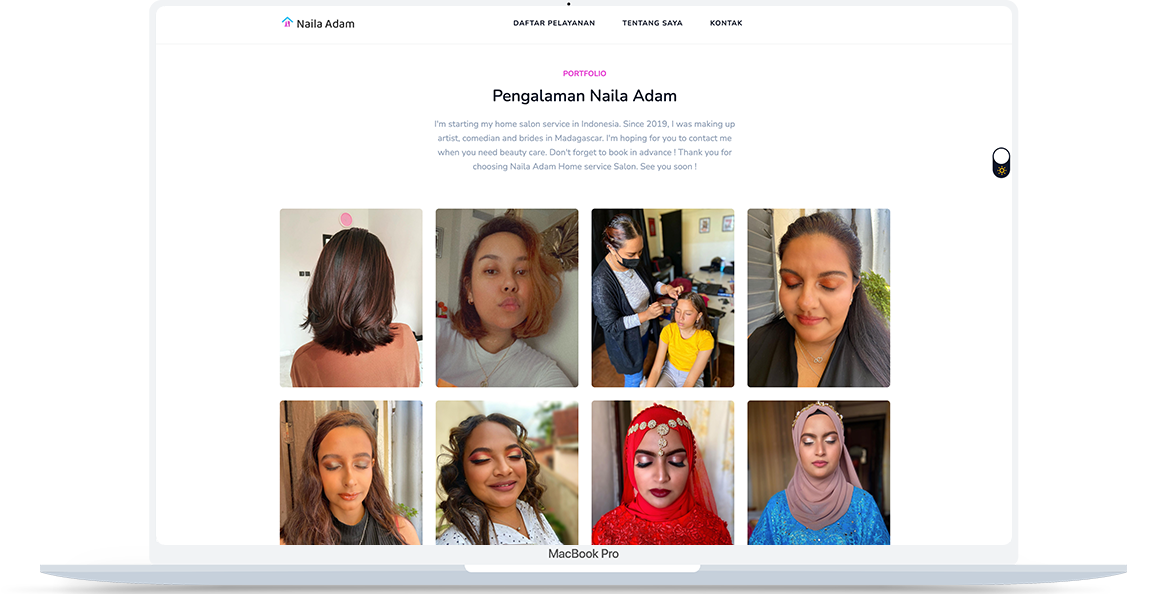 Naila Adam
DAFTAR PELAYANAN TENTANG SAYA KONTAK
PORTFOLIO
Pengalaman Naila Adam
I'm starting my home salon service in Indonesia. Since 2019, I was making up
artist, comedian and brides in Madagascar. I'm hoping for you to contact me
when you need beauty care. Don't forget to book in advance ! Thank you for
choosing Naila Adam Home service Salon. See you soon !
MacBook Pro